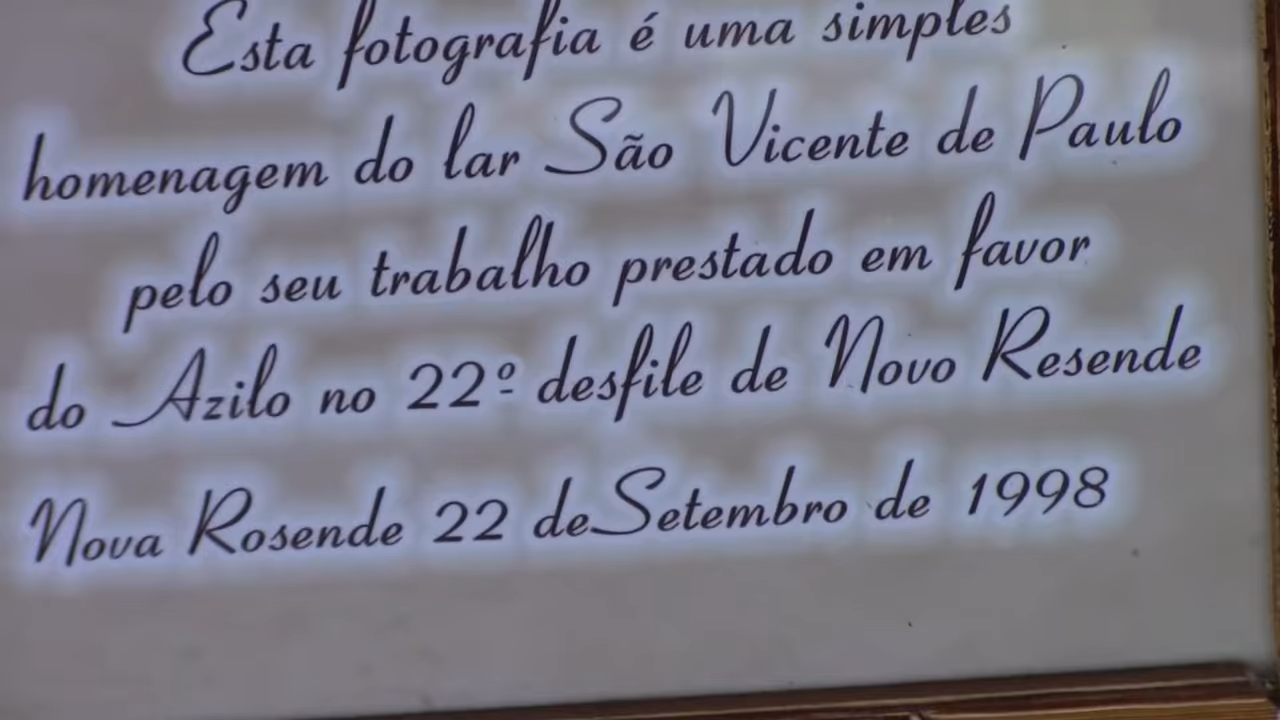 Esta fotografia é uma simples
homenagem do lar São Vicente de Paulo
pelo seu trabalho prestado em favor
do Azilo no 22º desfile de Novo Resende
Nova Rosende 22 de Setembro de 1998